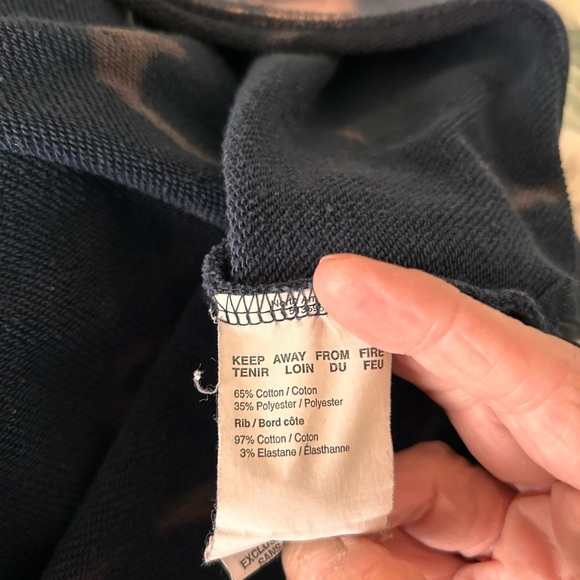 KEEP AWAY FROM FIRE
TENIR LOIN DU FEU
65% Cotton / Coton
35% Polyester / Polyester
Rib / Bord côte
97% Cotton / Coton
3% Elastane / Élasthanne
SANS